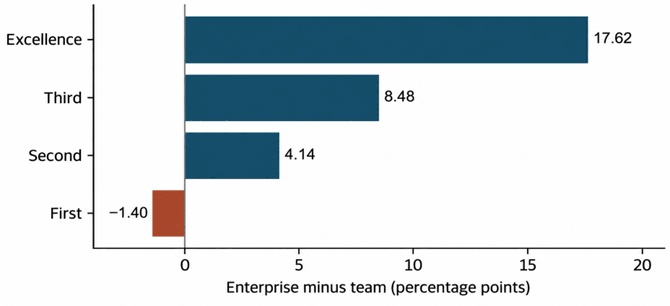 Excellence 17.62
Third 8.48
Second 4.14
First −1.40
0 5 10 15 20
Enterprise minus team (percentage points)